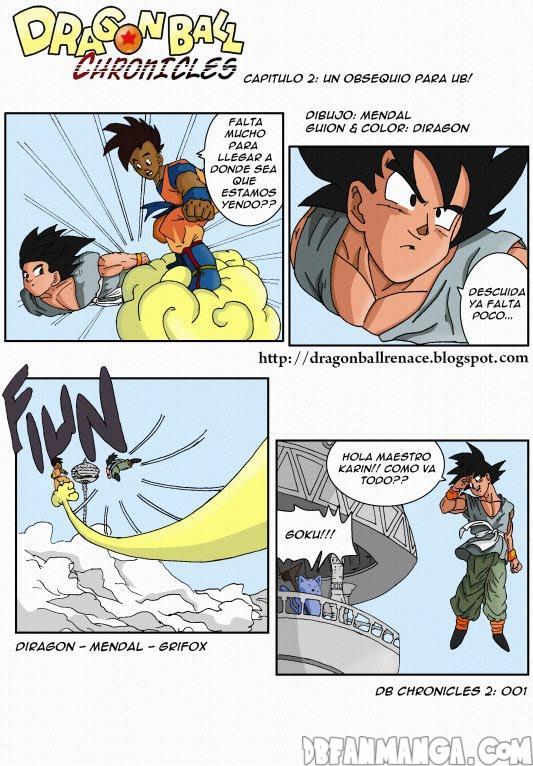 DRAGON BALL
CHRONICLES
CAPITULO 2: UN OBSEQUIO PARA UB!
DIBUJO: MENDAL
GUION & COLOR: DIRAGON
FALTA
MUCHO
PARA
LLEGAR A
DONDE SEA
QUE
ESTAMOS
YENDO??
DESCUIDA
YA FALTA
POCO...
http://dragonballrenace.blogspot.com
FIUN
HOLA MAESTRO
KARIN!! COMO VA
TODO??
GOKU!!!
DIRAGON - MENDAL - GRIFOX
DB CHRONICLES 2: 001
DBFANMANGA.COM